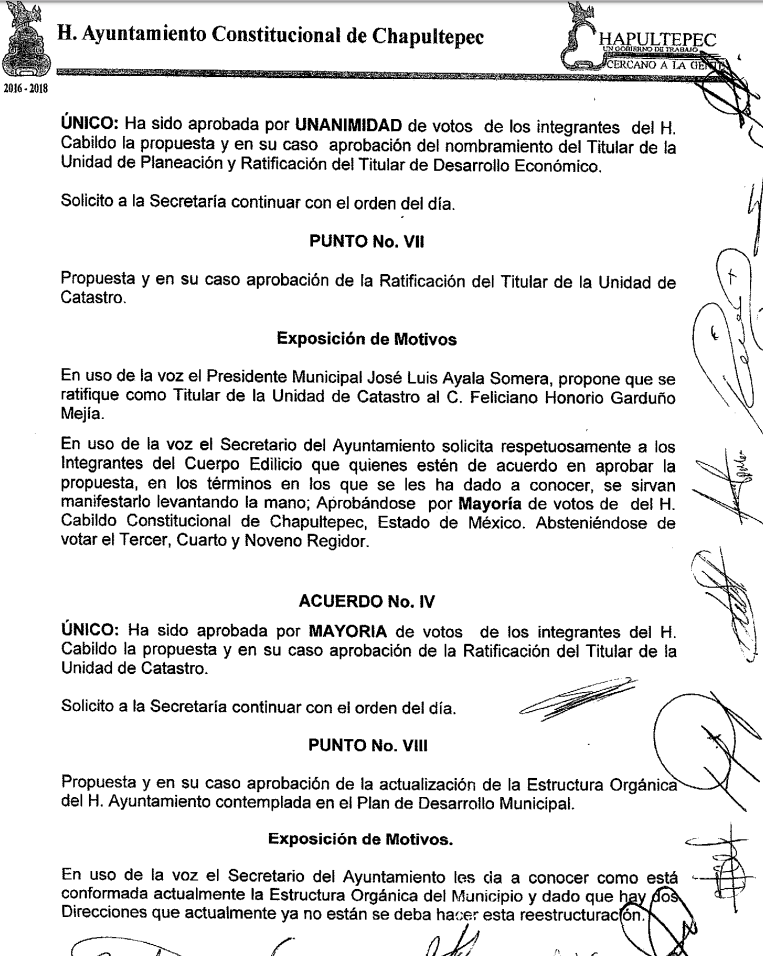 H. Ayuntamiento Constitucional de Chapultepec
2016 - 2018
HAPULTEPEC
UN GOBIERNO DE TRABAJO
CERCANO A LA GENTE
ÚNICO: Ha sido aprobada por UNANIMIDAD de votos de los integrantes del H.
Cabildo la propuesta y en su caso aprobación del nombramiento del Titular de la
Unidad de Planeación y Ratificación del Titular de Desarrollo Económico.
Solicito a la Secretaría continuar con el orden del día.
PUNTO No. VII
Propuesta y en su caso aprobación de la Ratificación del Titular de la Unidad de
Catastro.
Exposición de Motivos
En uso de la voz el Presidente Municipal José Luis Ayala Somera, propone que se
ratifique como Titular de la Unidad de Catastro al C. Feliciano Honorio Garduño
Mejía.
En uso de la voz el Secretario del Ayuntamiento solicita respetuosamente a los
Integrantes del Cuerpo Edilicio que quienes estén de acuerdo en aprobar la
propuesta, en los términos en los que se les ha dado a conocer, se sirvan
manifestarlo levantando la mano; Aprobándose por Mayoría de votos de del H.
Cabildo Constitucional de Chapultepec, Estado de México. Absteniéndose de
votar el Tercer, Cuarto y Noveno Regidor.
ACUERDO No. IV
ÚNICO: Ha sido aprobada por MAYORIA de votos de los integrantes del H.
Cabildo la propuesta y en su caso aprobación de la Ratificación del Titular de la
Unidad de Catastro.
Solicito a la Secretaría continuar con el orden del día.
PUNTO No. VIII
Propuesta y en su caso aprobación de la actualización de la Estructura Orgánica
del H. Ayuntamiento contemplada en el Plan de Desarrollo Municipal.
Exposición de Motivos.
En uso de la voz el Secretario del Ayuntamiento les da a conocer como está
conformada actualmente la Estructura Orgánica del Municipio y dado que hay dos
Direcciones que actualmente ya no están se deba hacer esta reestructuración.